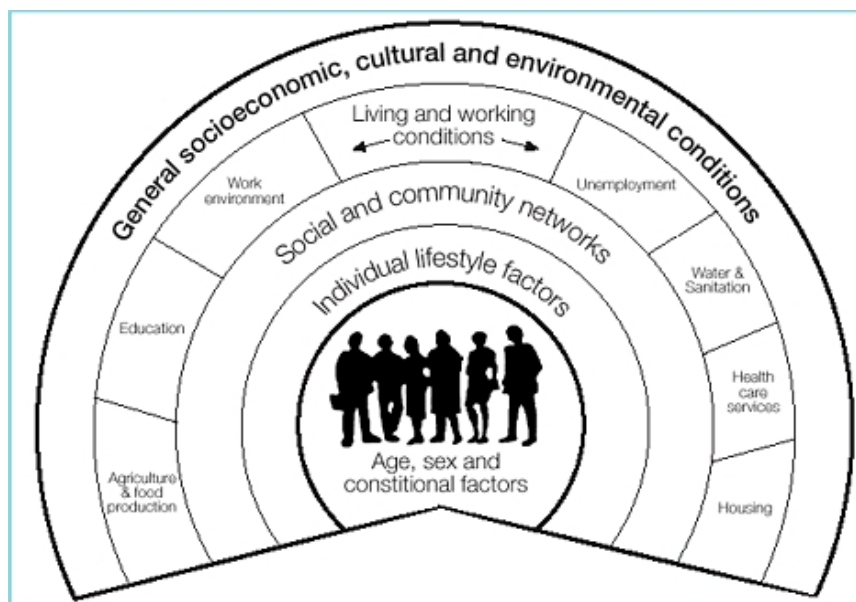 General socioeconomic, cultural and environmental conditions
Living and working
conditions
Work
environment
Unemployment
Social and community networks
Education
Water &
Sanitation
Individual lifestyle factors
Agriculture
& food
production
Health
care
services
Housing
Age, sex and
constitional factors